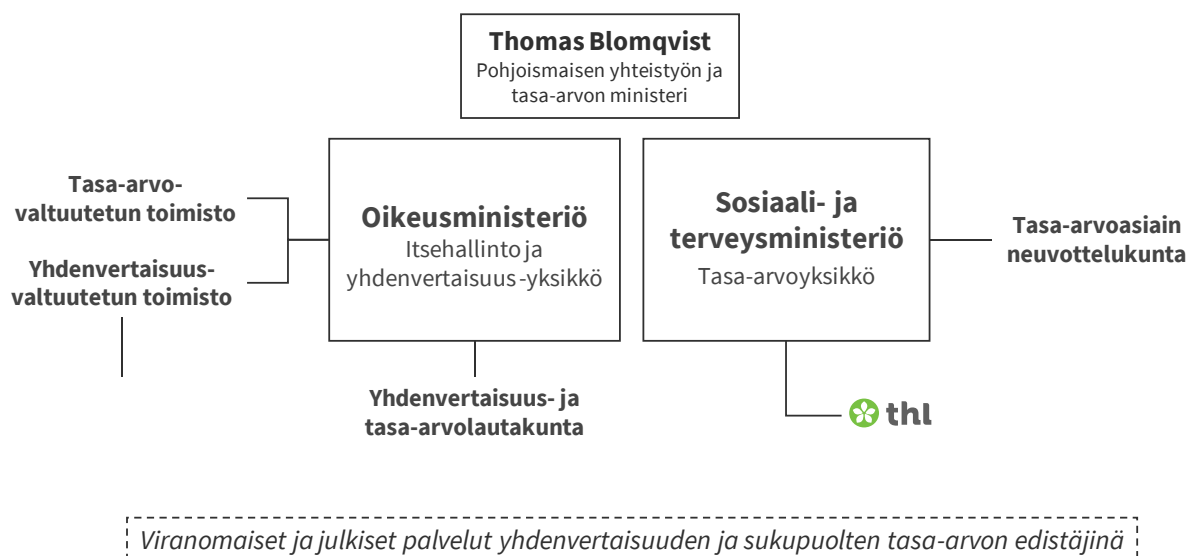 Thomas Blomqvist
Pohjoismaisen yhteistyön ja
tasa-arvon ministeri
Tasa-arvo-
valtuutetun toimisto
Yhdenvertaisuus-
valtuutetun toimisto
Oikeusministeriö
Itsehallinto ja
yhdenvertaisuus -yksikkö
Sosiaali- ja
terveysministeriö
Tasa-arvoyksikkö
Tasa-arvoasiain
neuvottelukunta
Yhdenvertaisuus- ja
tasa-arvolautakunta
thl
Viranomaiset ja julkiset palvelut yhdenvertaisuuden ja sukupuolten tasa-arvon edistäjinä